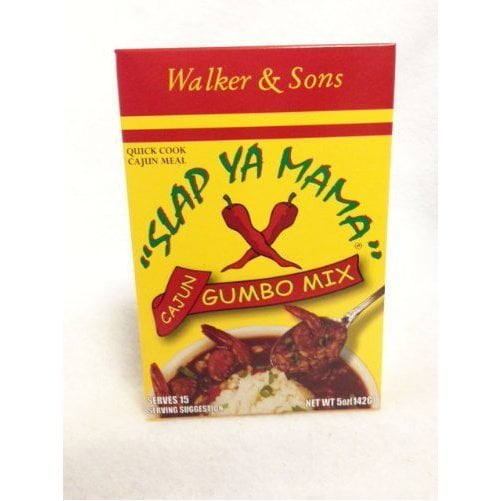 Walker & Sons
QUICK COOK
CAJUN MEAL
"SLAP YA MAMA"
®
CAJUN
GUMBO MIX
SERVES 15
SERVING SUGGESTION
NET WT 5oz(142G)